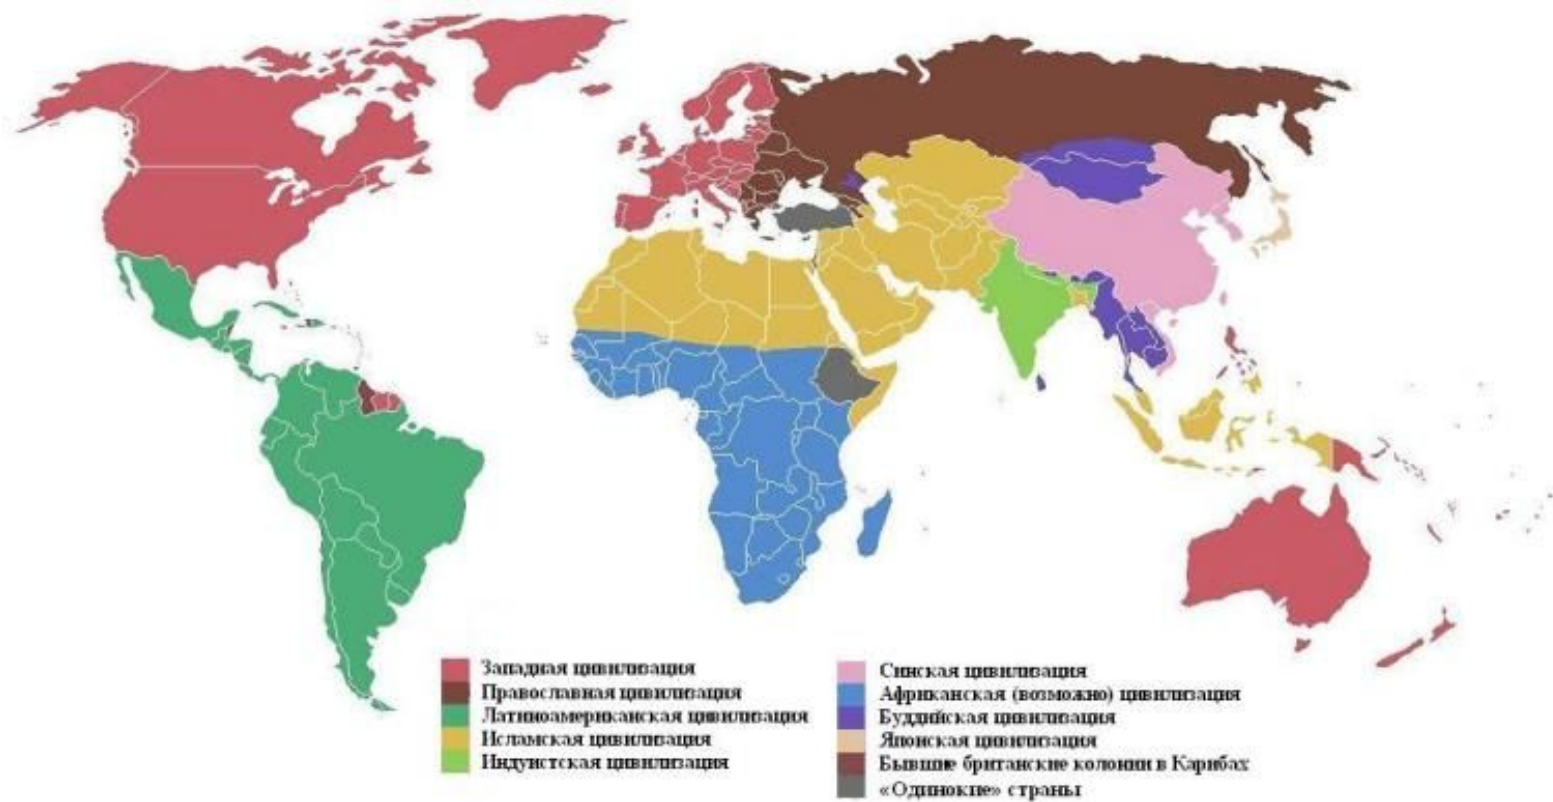 Западная цивилизация
Православная цивилизация
Латиноамериканская цивилизация
Исламская цивилизация
Индуистская цивилизация
Синская цивилизация
Африканская (возможно) цивилизация
Буддийская цивилизация
Японская цивилизация
Бывшие британские колонии в Карибах
«Одинокие» страны